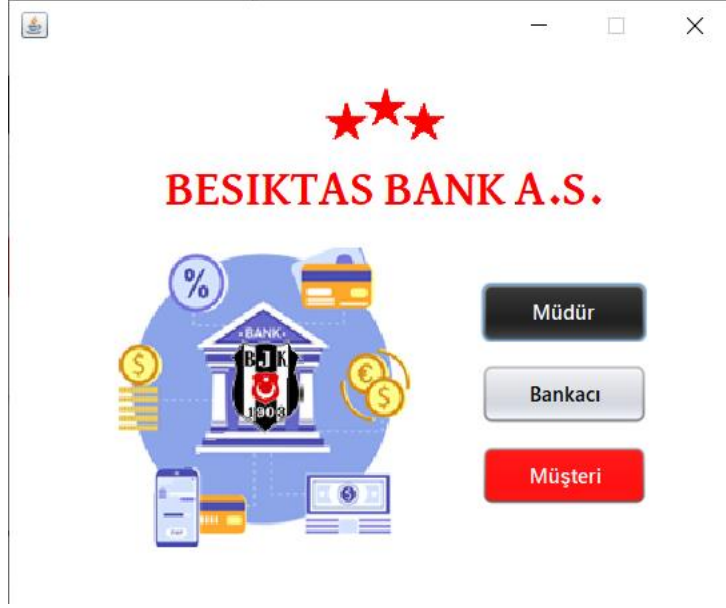 BESIKTAS BANK A.S.
%
BANK
BJK
1903
$
€
$
$
Müdür
Bankacı
Müşteri